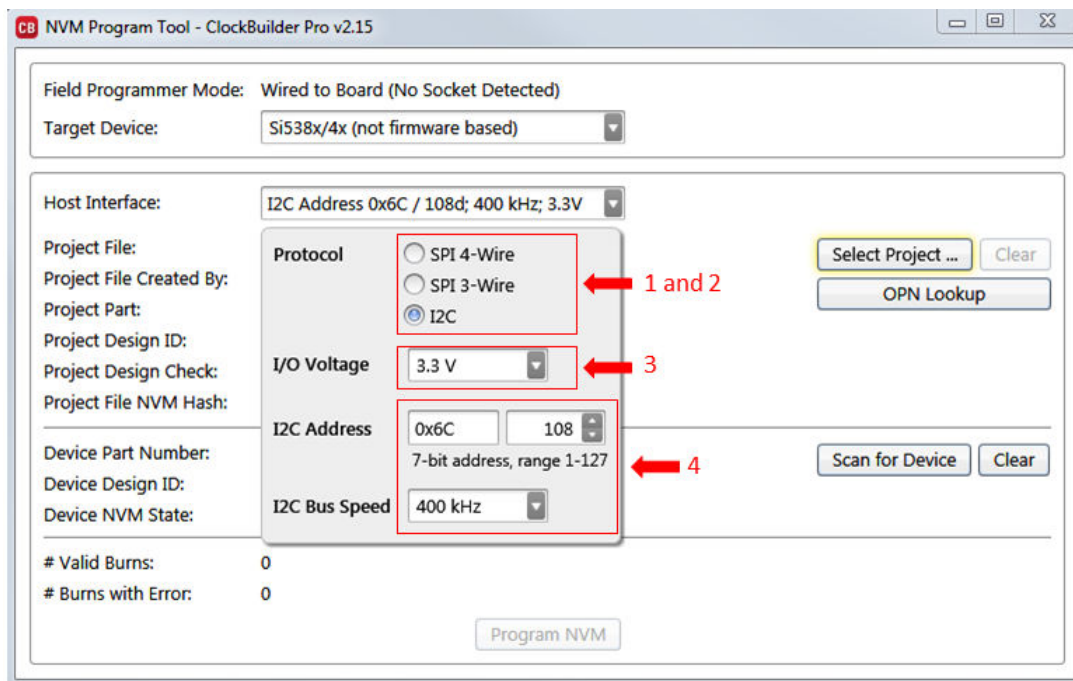 CB NVM Program Tool - ClockBuilder Pro v2.15
Field Programmer Mode: Wired to Board (No Socket Detected)
Target Device: Si538x/4x (not firmware based)
Host Interface: I2C Address 0x6C / 108d; 400 kHz; 3.3V
Project File:
Project File Created By:
Project Part:
Project Design ID:
Project Design Check:
Project File NVM Hash:
Protocol
SPI 4-Wire
SPI 3-Wire
I2C
1 and 2
I/O Voltage 3.3 V
3
I2C Address 0x6C 108
7-bit address, range 1-127
4
I2C Bus Speed 400 kHz
Select Project ... Clear
OPN Lookup
Device Part Number:
Device Design ID:
Device NVM State:
Scan for Device Clear
# Valid Burns: 0
# Burns with Error: 0
Program NVM